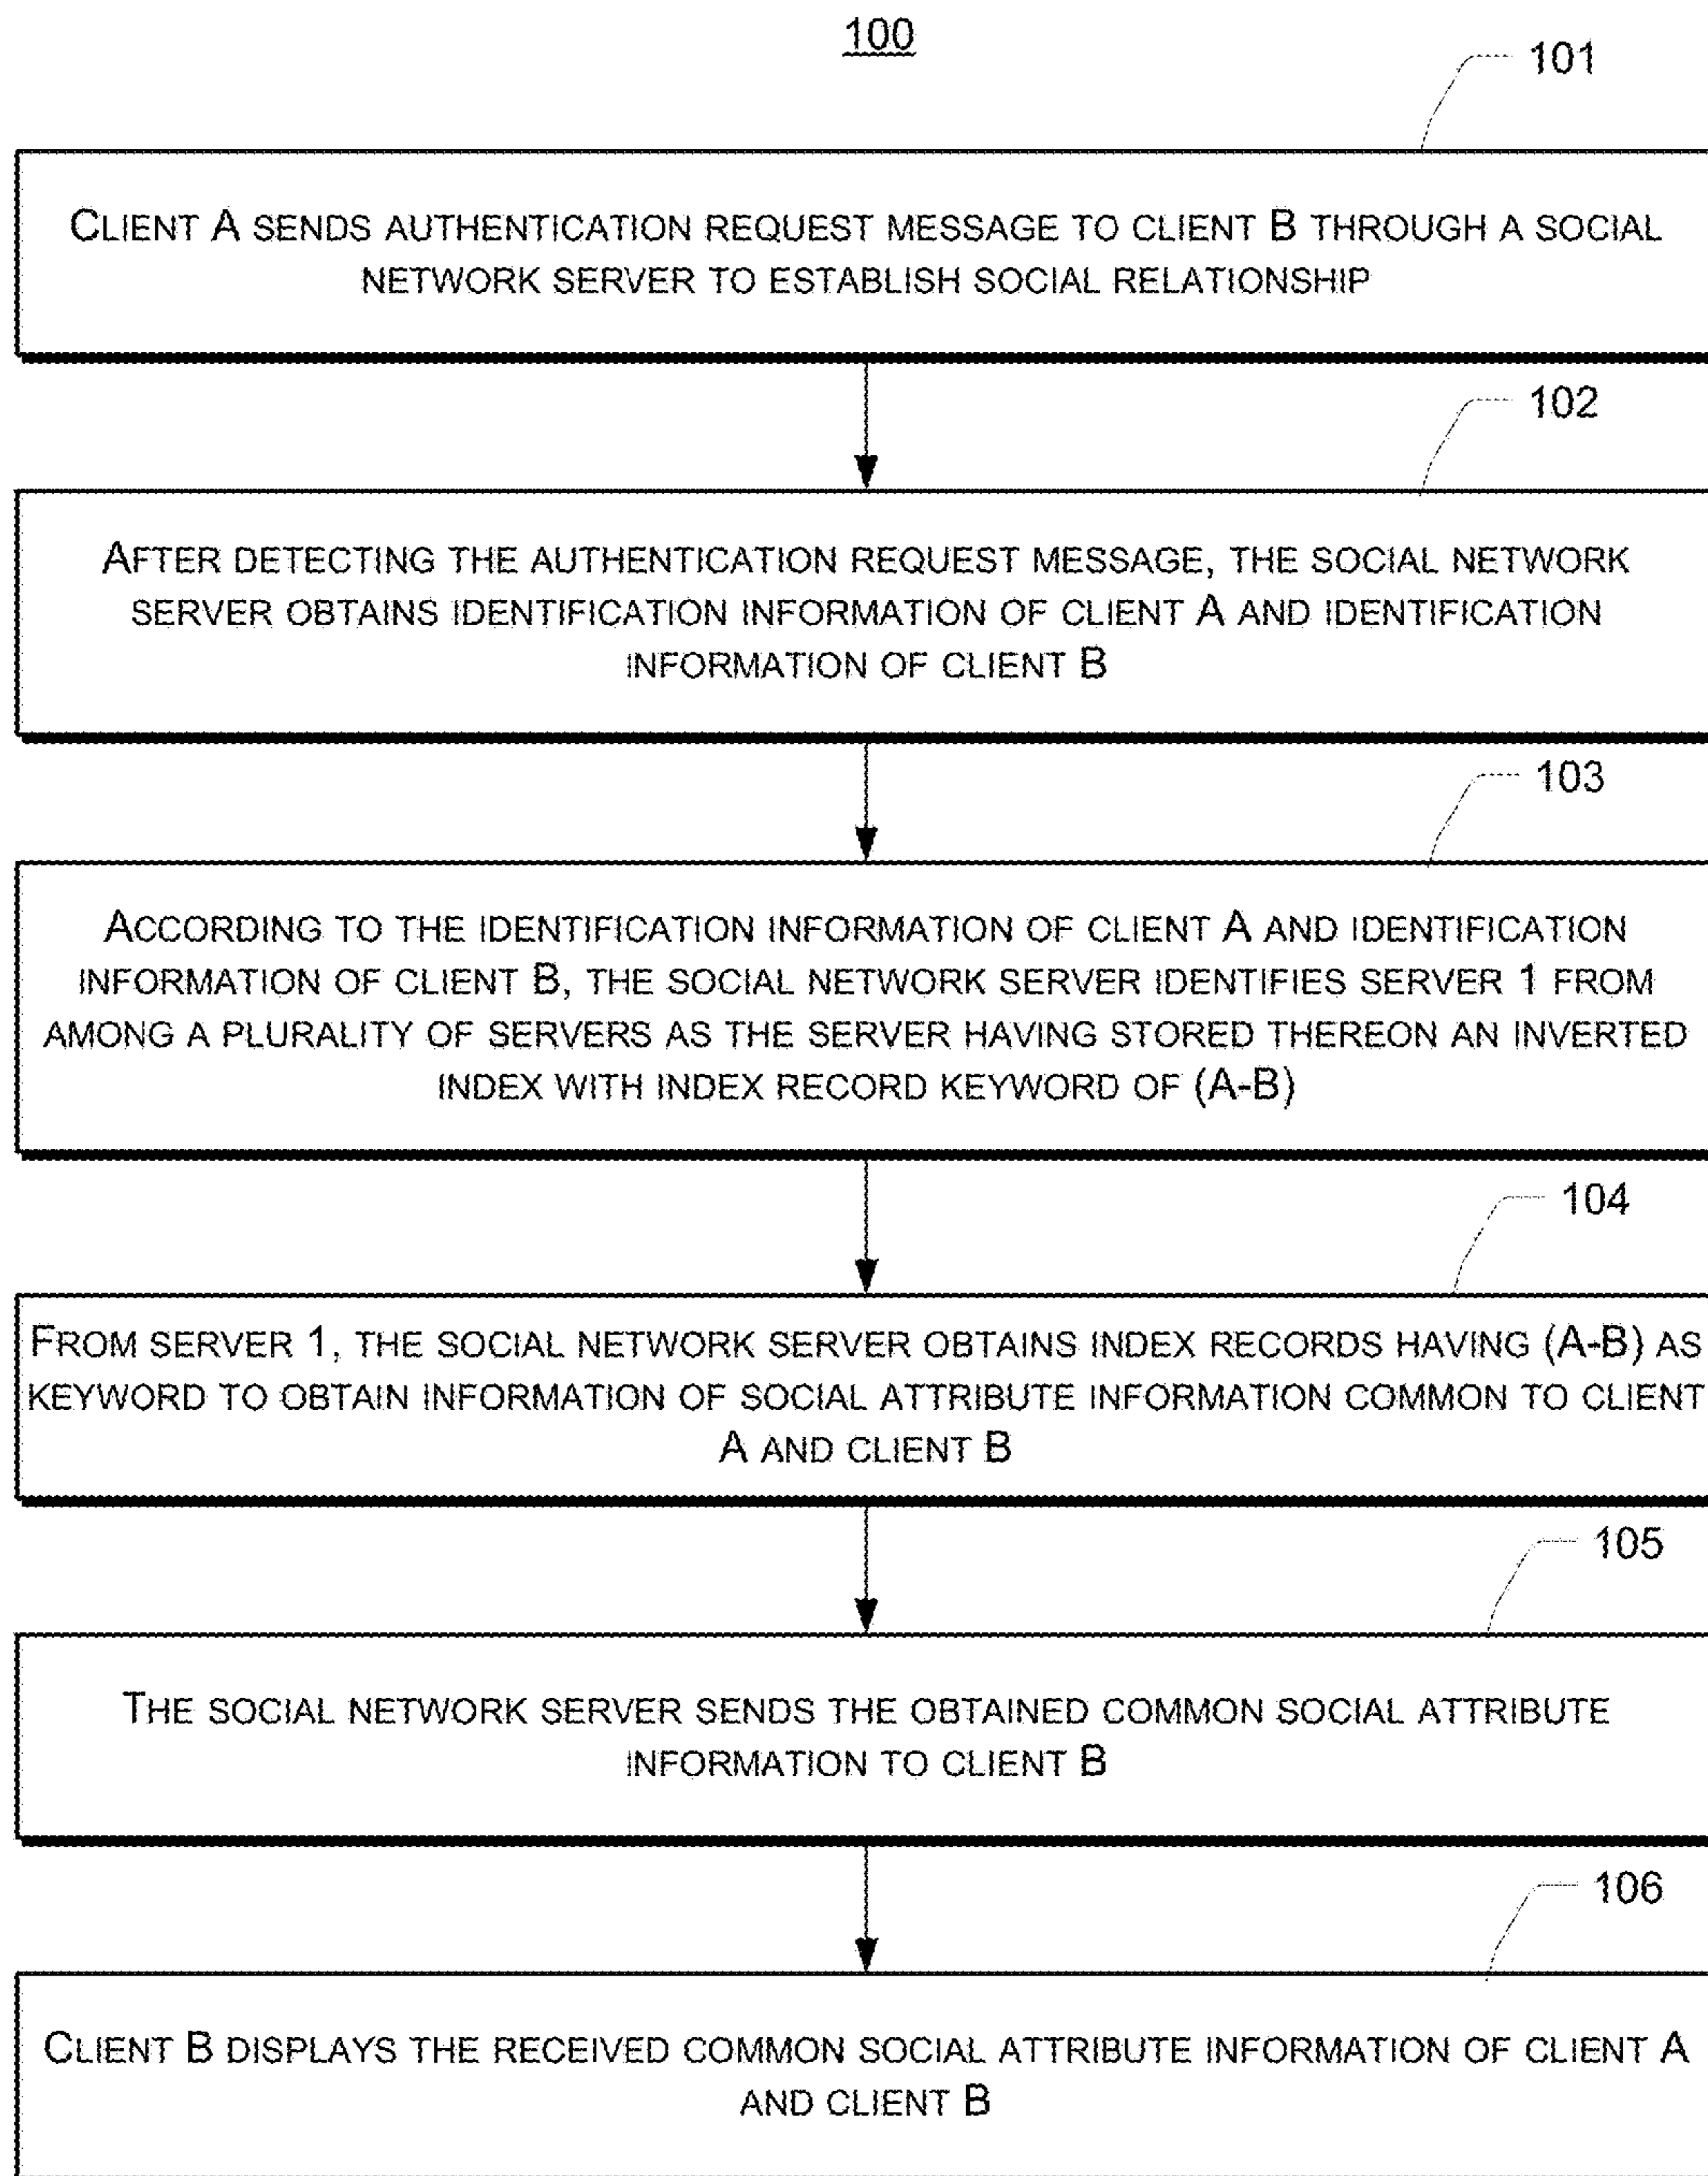 100
101
CLIENT A SENDS AUTHENTICATION REQUEST MESSAGE TO CLIENT B THROUGH A SOCIAL
NETWORK SERVER TO ESTABLISH SOCIAL RELATIONSHIP
102
AFTER DETECTING THE AUTHENTICATION REQUEST MESSAGE, THE SOCIAL NETWORK
SERVER OBTAINS IDENTIFICATION INFORMATION OF CLIENT A AND IDENTIFICATION
INFORMATION OF CLIENT B
103
ACCORDING TO THE IDENTIFICATION INFORMATION OF CLIENT A AND IDENTIFICATION
INFORMATION OF CLIENT B, THE SOCIAL NETWORK SERVER IDENTIFIES SERVER 1 FROM
AMONG A PLURALITY OF SERVERS AS THE SERVER HAVING STORED THEREON AN INVERTED
INDEX WITH INDEX RECORD KEYWORD OF (A-B)
104
FROM SERVER 1, THE SOCIAL NETWORK SERVER OBTAINS INDEX RECORDS HAVING (A-B) AS
KEYWORD TO OBTAIN INFORMATION OF SOCIAL ATTRIBUTE INFORMATION COMMON TO CLIENT
A AND CLIENT B
105
THE SOCIAL NETWORK SERVER SENDS THE OBTAINED COMMON SOCIAL ATTRIBUTE
INFORMATION TO CLIENT B
106
CLIENT B DISPLAYS THE RECEIVED COMMON SOCIAL ATTRIBUTE INFORMATION OF CLIENT A
AND CLIENT B